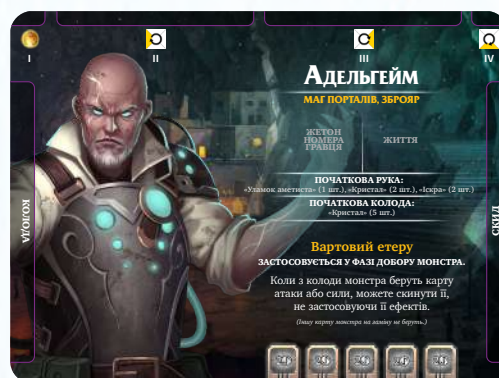 I II III IV
АДЕЛЬГЕЙМ
МАГ ПОРТАЛІВ, ЗБРОЯР
ЖЕТОН
НОМЕРА
ГРАВЦЯ
ЖИТТЯ
ПОЧАТКОВА РУКА:
«Уламок аметиста» (1 шт.), «Кристал» (2 шт.), «Іскра» (2 шт.)
ПОЧАТКОВА КОЛОДА:
«Кристал» (5 шт.)
КОЛОДА
СКИД
Вартовий етеру
ЗАСТОСОВУЄТЬСЯ У ФАЗІ ДОБОРУ МОНСТРА.
Коли з колоди монстра беруть карту
атаки або сили, можете скинути її,
не застосовуючи її ефектів.
(Іншу карту монстра на заміну не беруть.)